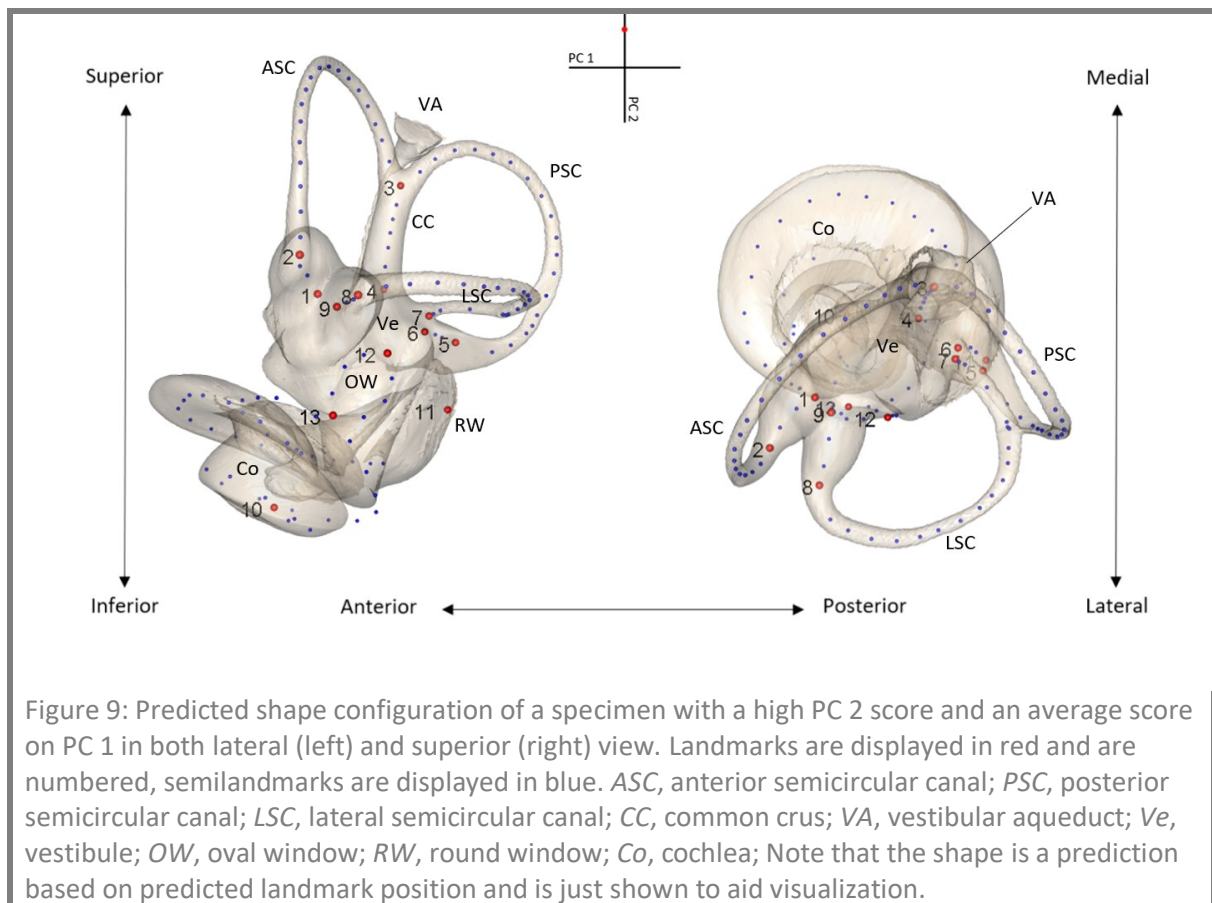 PC 1
PC 2
Superior
Inferior
ASC
VA
PSC
3
CC
2
1
9
8
4
LSC
7
Ve
6
5
12
OW
13
11
RW
Co
10
Anterior
Posterior
Medial
Lateral
VA
Co
3
10
4
Ve
6
7
5
PSC
1
13
9
12
ASC
2
8
LSC
Figure 9: Predicted shape configuration of a specimen with a high PC 2 score and an average score
on PC 1 in both lateral (left) and superior (right) view. Landmarks are displayed in red and are
numbered, semilandmarks are displayed in blue. ASC, anterior semicircular canal; PSC, posterior
semicircular canal; LSC, lateral semicircular canal; CC, common crus; VA, vestibular aqueduct; Ve,
vestibule; OW, oval window; RW, round window; Co, cochlea; Note that the shape is a prediction
based on predicted landmark position and is just shown to aid visualization.